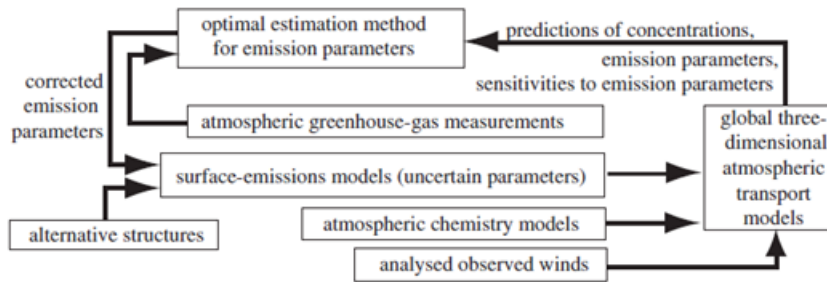 optimal estimation method
for emission parameters
predictions of concentrations,
emission parameters,
sensitivities to emission parameters
corrected
emission
parameters
atmospheric greenhouse-gas measurements
global three-
dimensional
atmospheric
transport
models
surface-emissions models (uncertain parameters)
alternative structures
atmospheric chemistry models
analysed observed winds